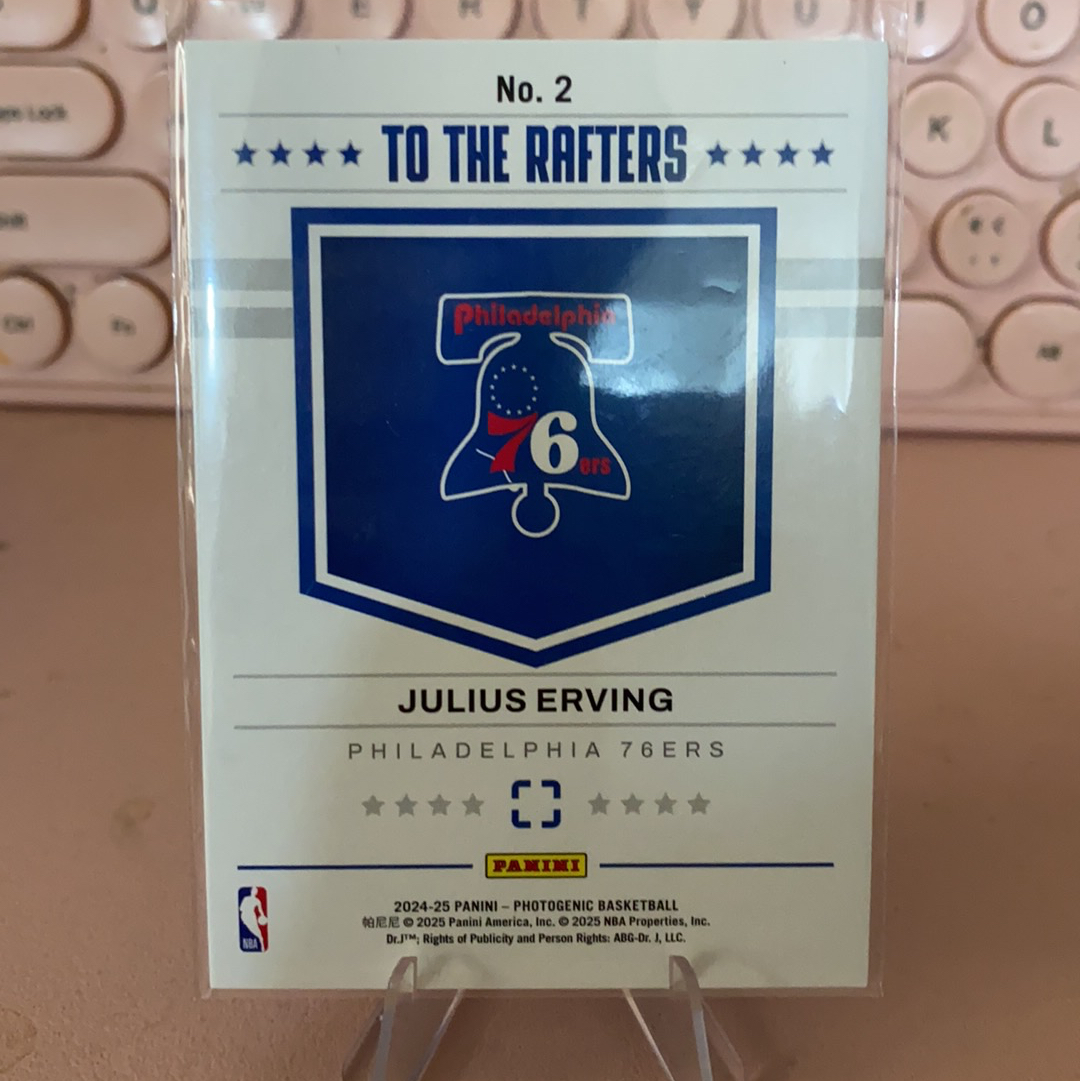 No. 2
TO THE RAFTERS
Philadelphia
76ers
JULIUS ERVING
PHILADELPHIA 76ERS
PANINI
2024-25 PANINI – PHOTOGENIC BASKETBALL
帕尼尼 © 2025 Panini America, Inc. © 2025 NBA Properties, Inc.
Dr.J™; Rights of Publicity and Person Rights: ABG-Dr. J, LLC.
NBA
K
L